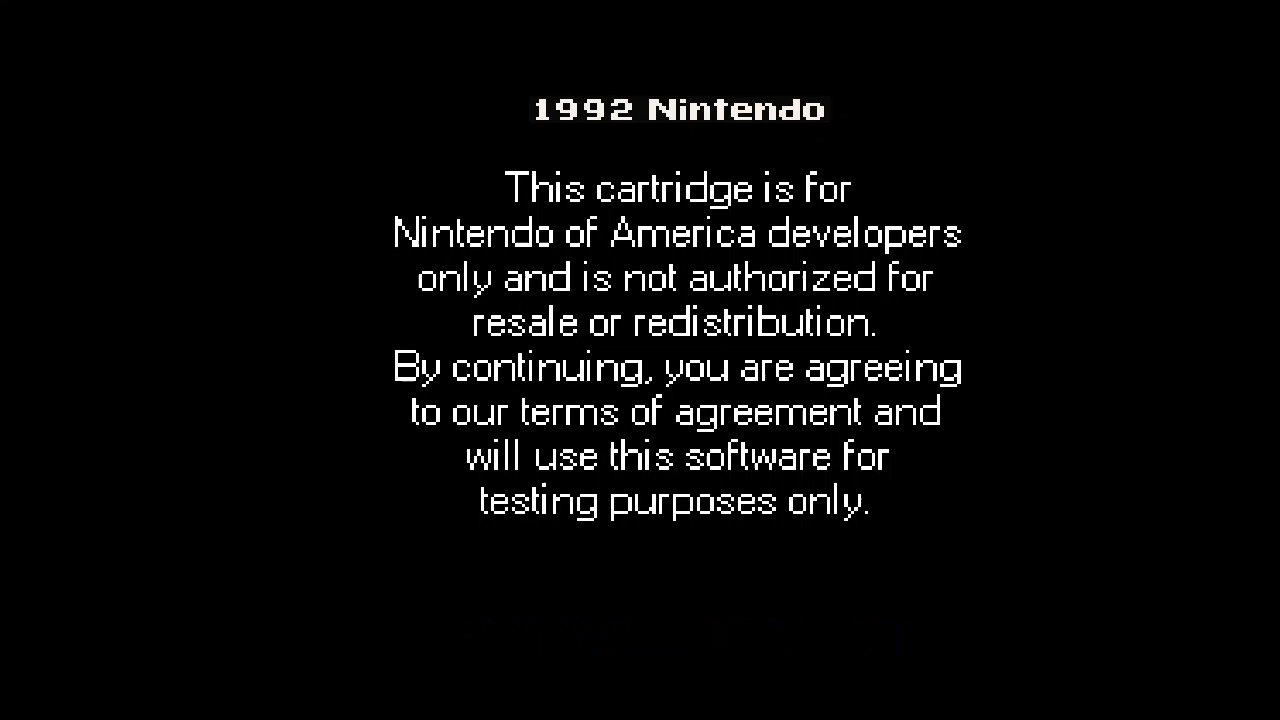 1992 Nintendo
This cartridge is for
Nintendo of America developers
only and is not authorized for
resale or redistribution.
By continuing, you are agreeing
to our terms of agreement and
will use this software for
testing purposes only.